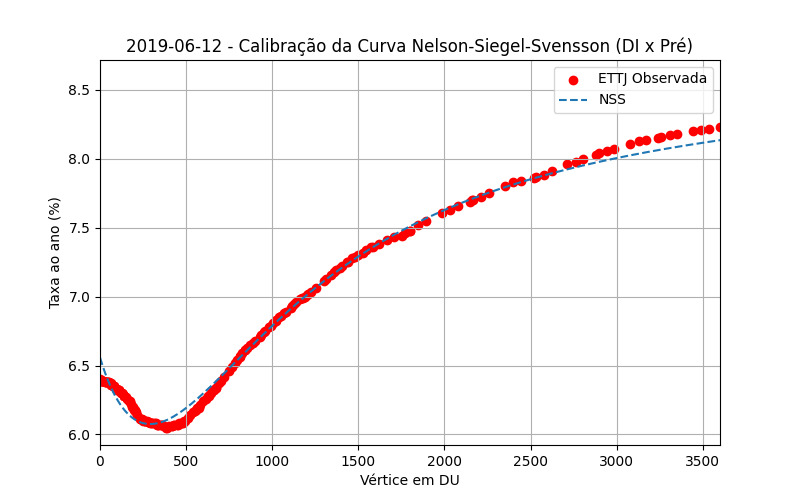 2019-06-12 - Calibração da Curva Nelson-Siegel-Svensson (DI x Pré)
ETTJ Observada
NSS
Taxa ao ano (%)
8.5
8.0
7.5
7.0
6.5
6.0
0 500 1000 1500 2000 2500 3000 3500
Vértice em DU